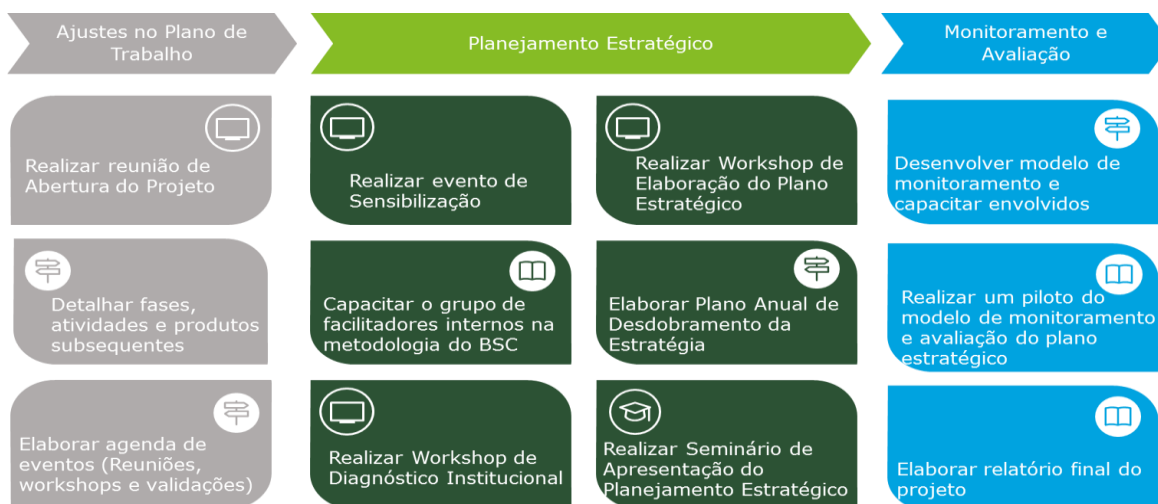 Ajustes no Plano de
Trabalho
Planejamento Estratégico
Monitoramento e
Avaliação
Realizar reunião de
Abertura do Projeto
Realizar evento de
Sensibilização
Realizar Workshop de
Elaboração do Plano
Estratégico
Desenvolver modelo de
monitoramento e
capacitar envolvidos
Detalhar fases,
atividades e produtos
subsequentes
Capacitar o grupo de
facilitadores internos na
metodologia do BSC
Elaborar Plano Anual de
Desdobramento da
Estratégia
Realizar um piloto do
modelo de monitoramento
e avaliação do plano
estratégico
Elaborar agenda de
eventos (Reuniões,
workshops e validações)
Realizar Workshop de
Diagnóstico Institucional
Realizar Seminário de
Apresentação do
Planejamento Estratégico
Elaborar relatório final do
projeto